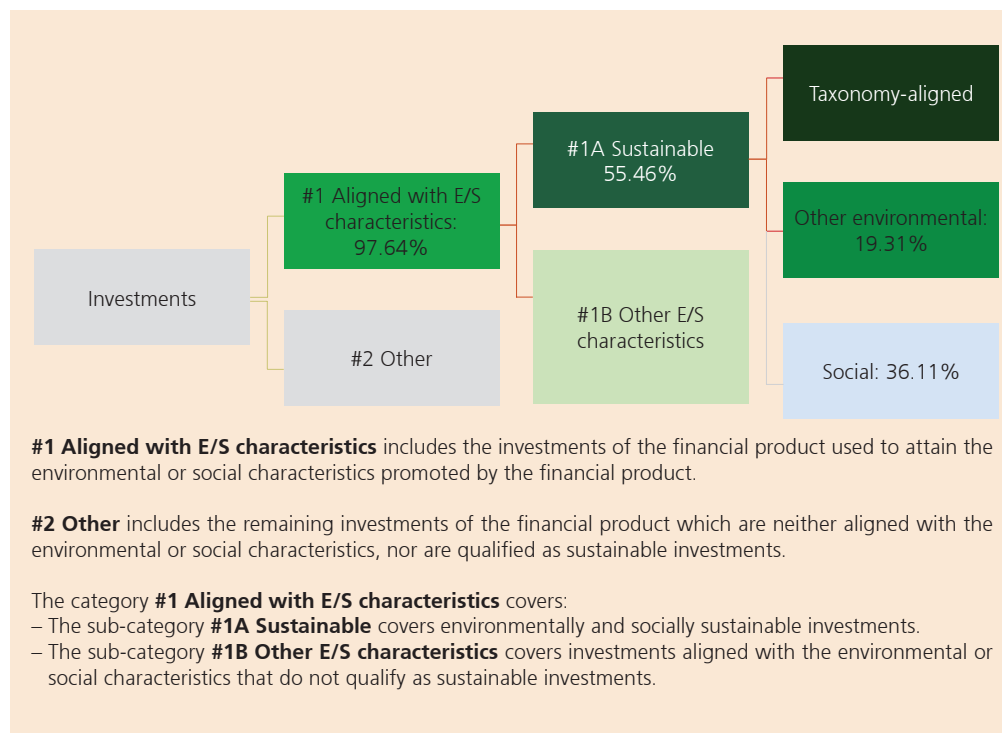 Taxonomy-aligned
#1A Sustainable
55.46%
#1 Aligned with E/S
characteristics:
97.64%
Other environmental:
19.31%
Investments
#1B Other E/S
characteristics
#2 Other
Social: 36.11%
#1 Aligned with E/S characteristics includes the investments of the financial product used to attain the
environmental or social characteristics promoted by the financial product.
#2 Other includes the remaining investments of the financial product which are neither aligned with the
environmental or social characteristics, nor are qualified as sustainable investments.
The category #1 Aligned with E/S characteristics covers:
– The sub-category #1A Sustainable covers environmentally and socially sustainable investments.
– The sub-category #1B Other E/S characteristics covers investments aligned with the environmental or
social characteristics that do not qualify as sustainable investments.